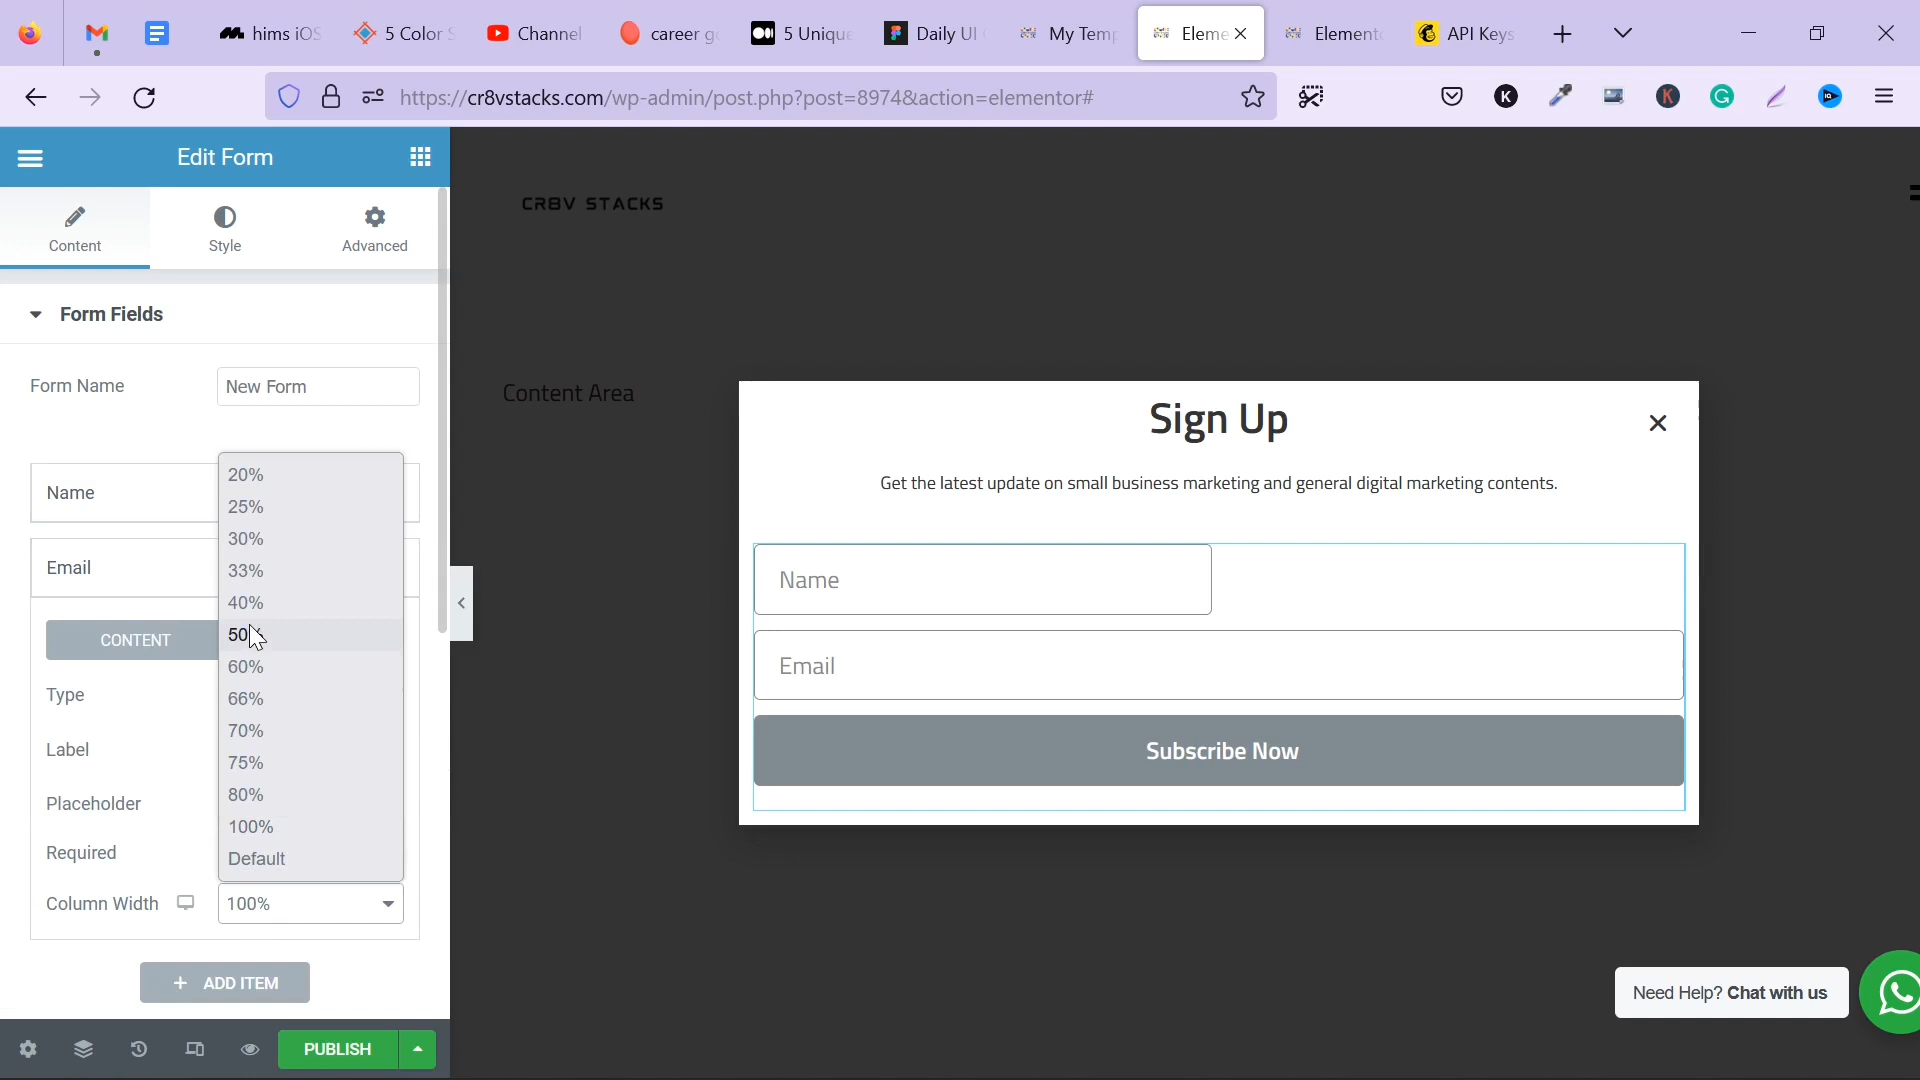 hims iOS
5 Color S
Channel
career g
5 Unique
Daily UI
My Temp
Eleme
Element
API Keys
https://cr8vstacks.com/wp-admin/post.php?post=8974&action=elementor#
Edit Form
Content
Style
Advanced
Form Fields
Form Name
New Form
Name
Email
CONTENT
Type
Label
Placeholder
Required
Column Width
20%
25%
30%
33%
40%
50%
60%
66%
70%
75%
80%
100%
Default
100%
+ ADD ITEM
PUBLISH
CR8V STACKS
Content Area
Sign Up
Get the latest update on small business marketing and general digital marketing contents.
Name
Email
Subscribe Now
Need Help? Chat with us